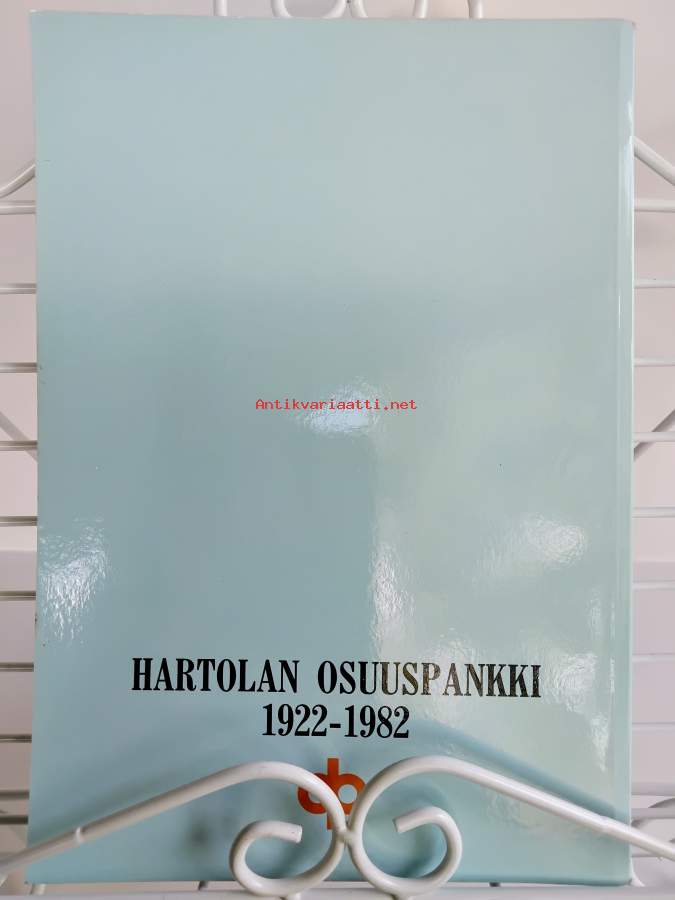 Antikvariaatti.net
HARTOLAN OSUUSPANKKI
1922-1982